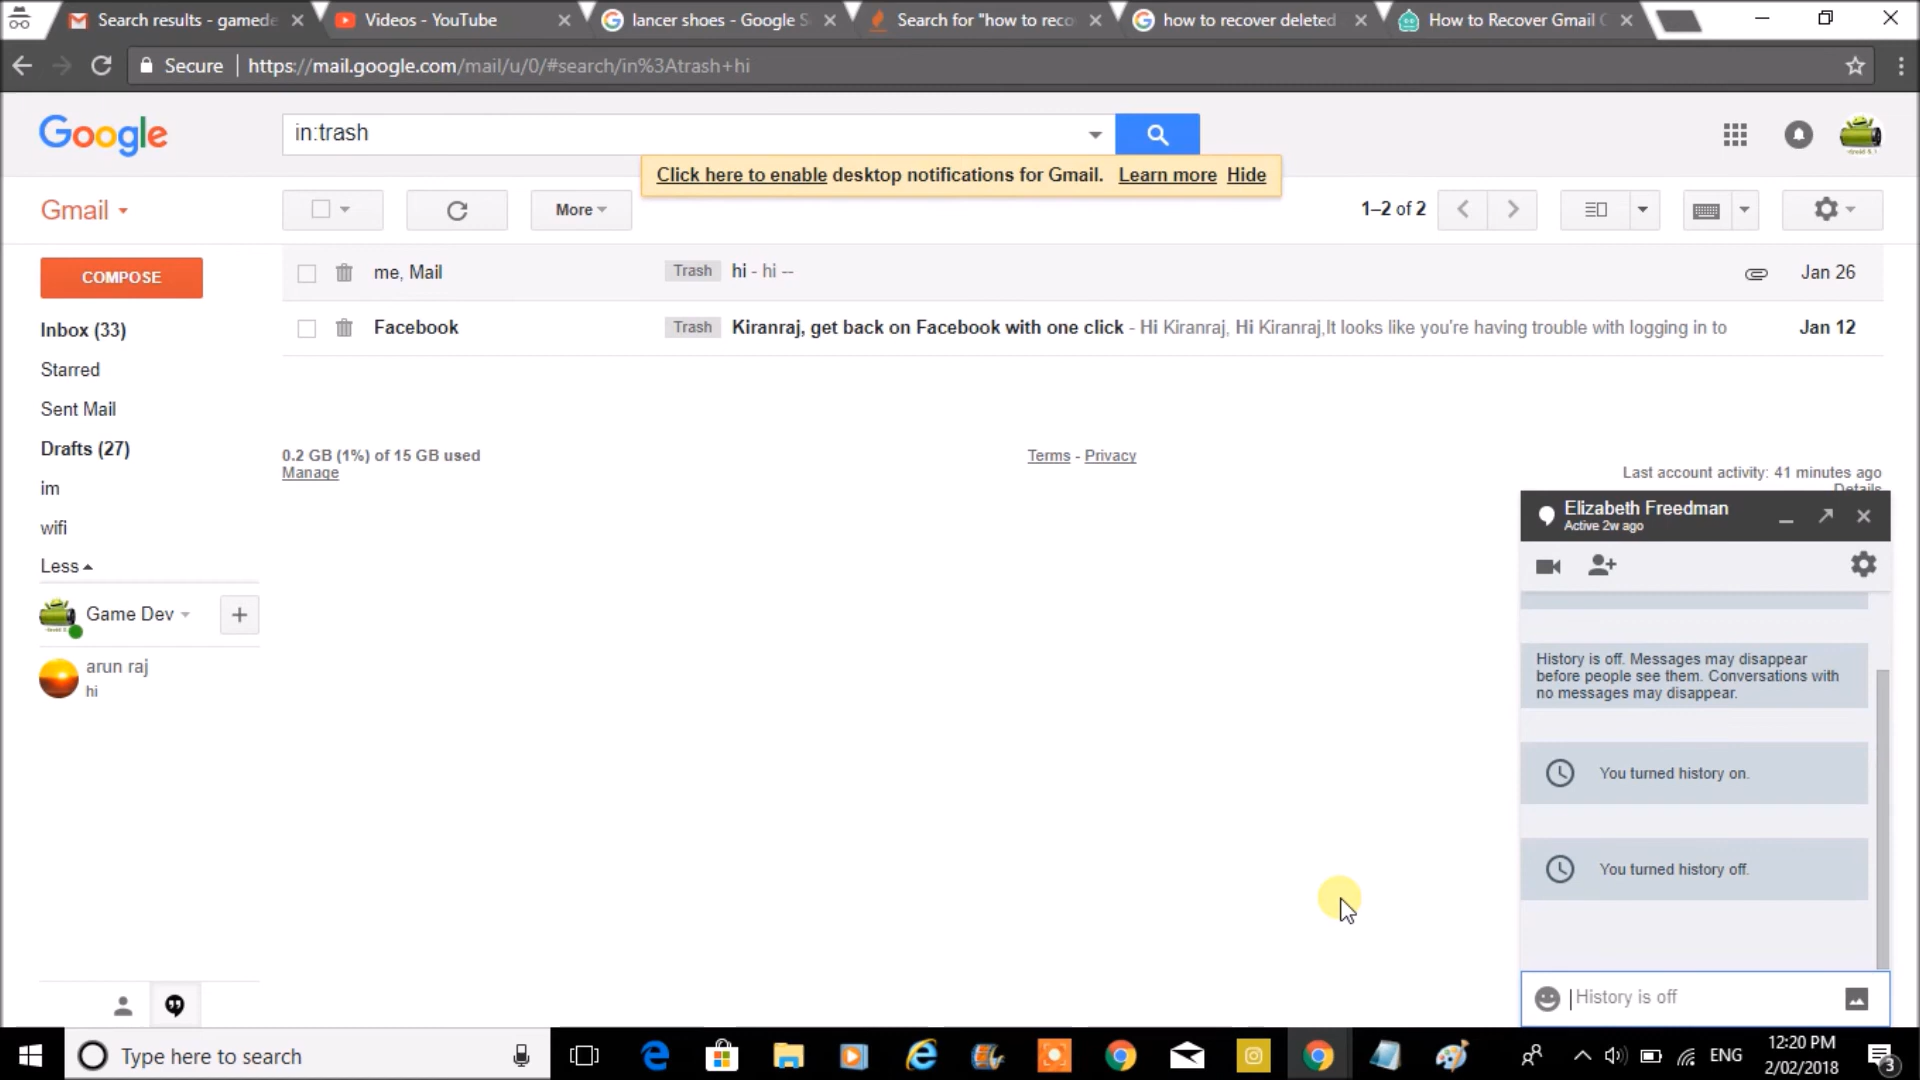 Search results - gamede
Videos - YouTube
lancer shoes - Google S
Search for "how to reco
how to recover deleted
How to Recover Gmail C
Secure
https://mail.google.com/mail/u/0/#search/in%3Atrash+hi
Google
in:trash
Click here to enable desktop notifications for Gmail. Learn more Hide
Gmail
More
1–2 of 2
COMPOSE
me, Mail
Trash
hi - hi --
Jan 26
Facebook
Trash
Kiranraj, get back on Facebook with one click - Hi Kiranraj, Hi Kiranraj,It looks like you're having trouble with logging in to
Jan 12
Inbox (33)
Starred
Sent Mail
Drafts (27)
im
wifi
Less
Game Dev
arun raj
hi
0.2 GB (1%) of 15 GB used
Manage
Terms - Privacy
Last account activity: 41 minutes ago
Details
Elizabeth Freedman
Active 2w ago
History is off. Messages may disappear
before people see them. Conversations with
no messages may disappear.
You turned history on.
You turned history off.
History is off
Type here to search
ENG
12:20 PM
2/02/2018
3